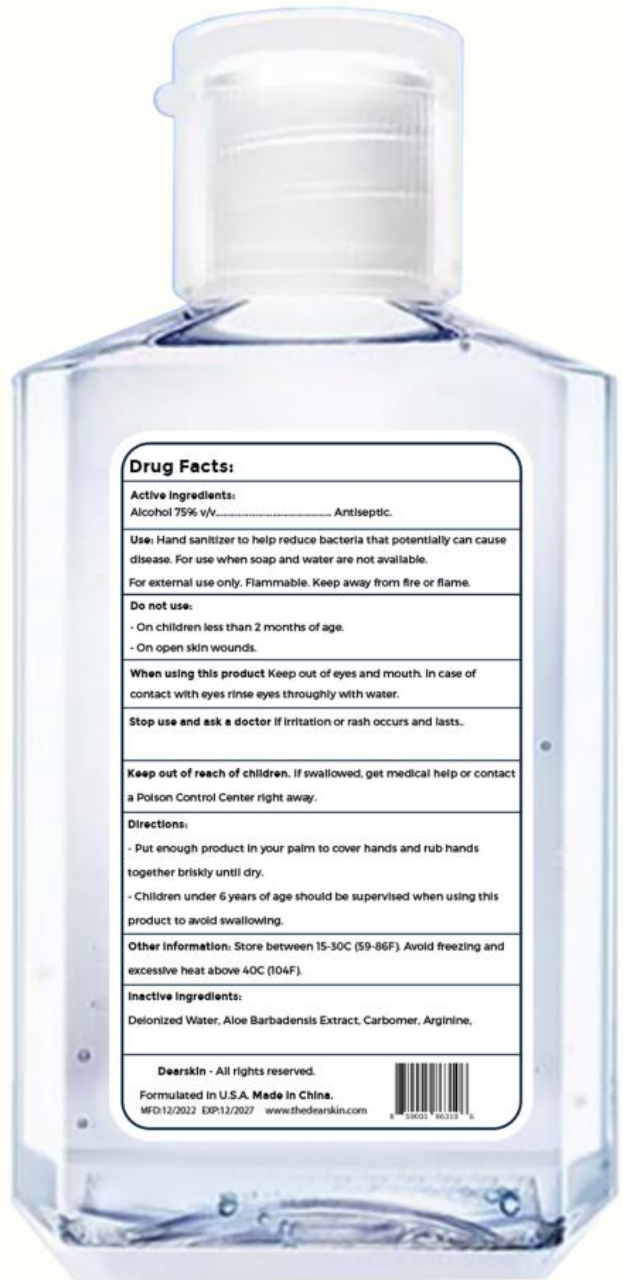 Drug Facts:
Active Ingredients:
Alcohol 75% v/v........................................ Antiseptic.
Use: Hand sanitizer to help reduce bacteria that potentially can cause
disease. For use when soap and water are not available.
For external use only. Flammable. Keep away from fire or flame.
Do not use:
- On children less than 2 months of age.
- On open skin wounds.
When using this product Keep out of eyes and mouth. In case of
contact with eyes rinse eyes throughly with water.
Stop use and ask a doctor if irritation or rash occurs and lasts..
Keep out of reach of children. If swallowed, get medical help or contact
a Poison Control Center right away.
Directions:
- Put enough product in your palm to cover hands and rub hands
together briskly until dry.
- Children under 6 years of age should be supervised when using this
product to avoid swallowing.
Other Information: Store between 15-30C (59-86F). Avoid freezing and
excessive heat above 40C (104F).
Inactive Ingredients:
Deionized Water, Aloe Barbadensis Extract, Carbomer, Arginine,
Dearskin - All rights reserved.
Formulated in U.S.A. Made in China.
MFD:12/2022 EXP:12/2027 www.thedearskin.com